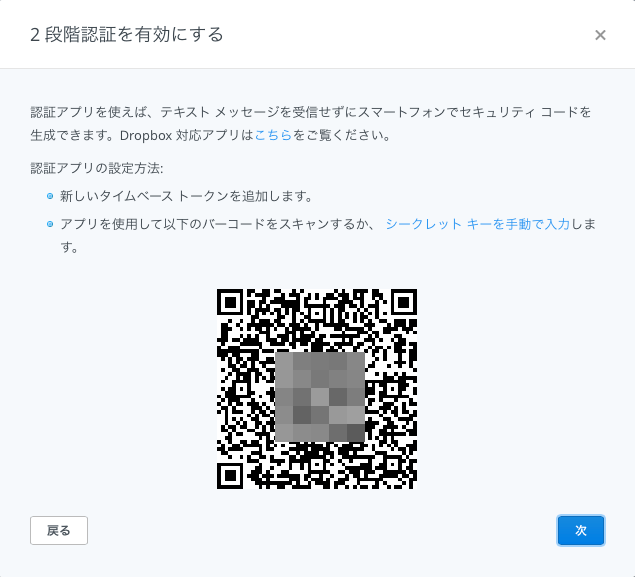 2 段階認証を有効にする
認証アプリを使えば、テキスト メッセージを受信せずにスマートフォンでセキュリティ コードを
生成できます。Dropbox 対応アプリはこちらをご覧ください。
認証アプリの設定方法:
新しいタイムベース トークンを追加します。
アプリを使用して以下のバーコードをスキャンするか、 シークレット キーを手動で入力しま
す。
戻る
次